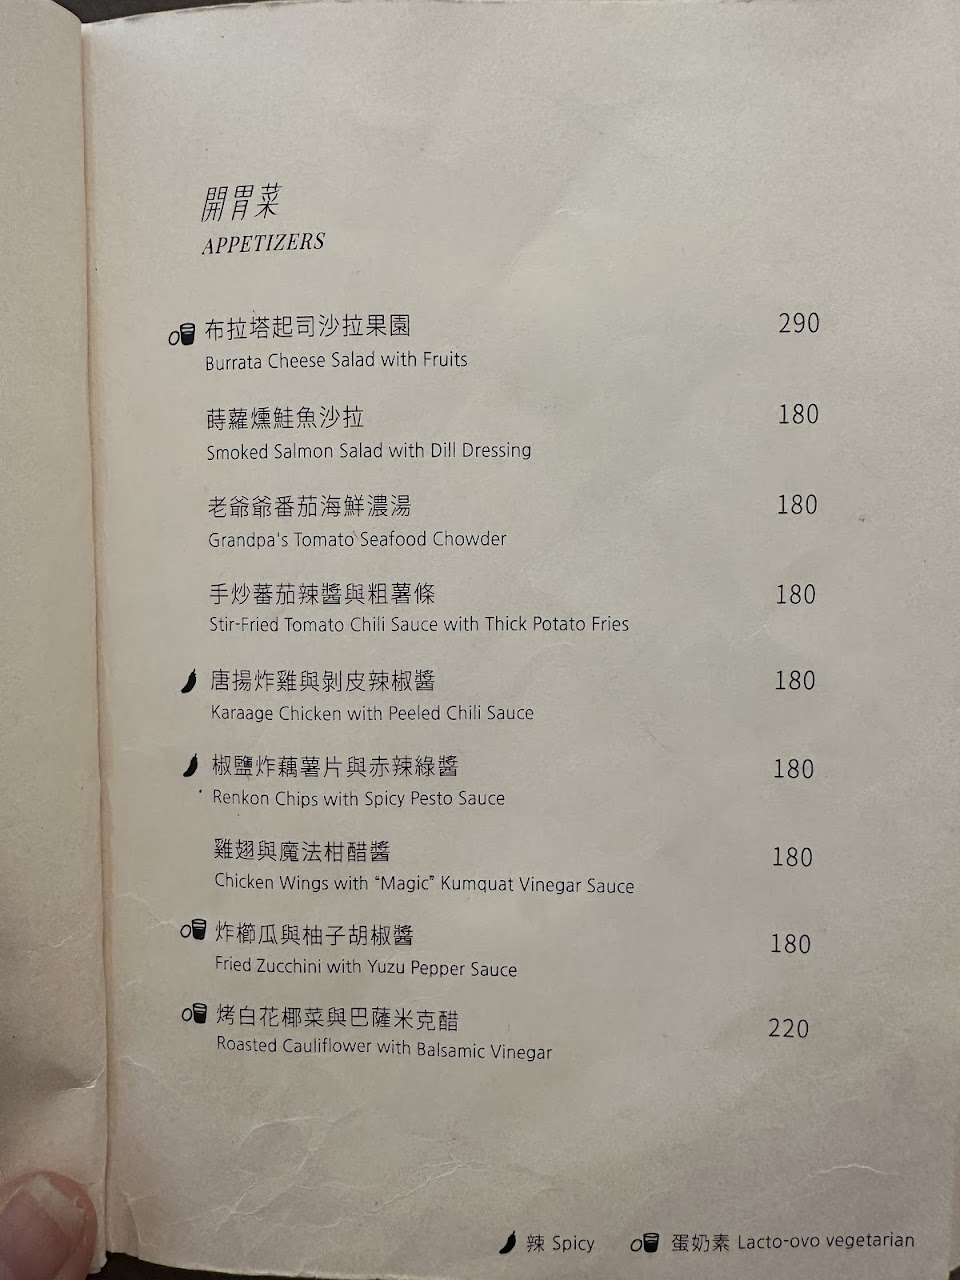 開胃菜
APPETIZERS
布拉塔起司沙拉果園 290
Burrata Cheese Salad with Fruits
蒔蘿燻鮭魚沙拉 180
Smoked Salmon Salad with Dill Dressing
老爺爺番茄海鮮濃湯 180
Grandpa's Tomato Seafood Chowder
手炒蕃茄辣醬與粗薯條 180
Stir-Fried Tomato Chili Sauce with Thick Potato Fries
唐揚炸雞與剝皮辣椒醬 180
Karaage Chicken with Peeled Chili Sauce
椒鹽炸藕薯片與赤辣綠醬 180
Renkon Chips with Spicy Pesto Sauce
雞翅與魔法柑醋醬 180
Chicken Wings with "Magic" Kumquat Vinegar Sauce
炸櫛瓜與柚子胡椒醬 180
Fried Zucchini with Yuzu Pepper Sauce
烤白花椰菜與巴薩米克醋 220
Roasted Cauliflower with Balsamic Vinegar
辣 Spicy 蛋奶素 Lacto-ovo vegetarian